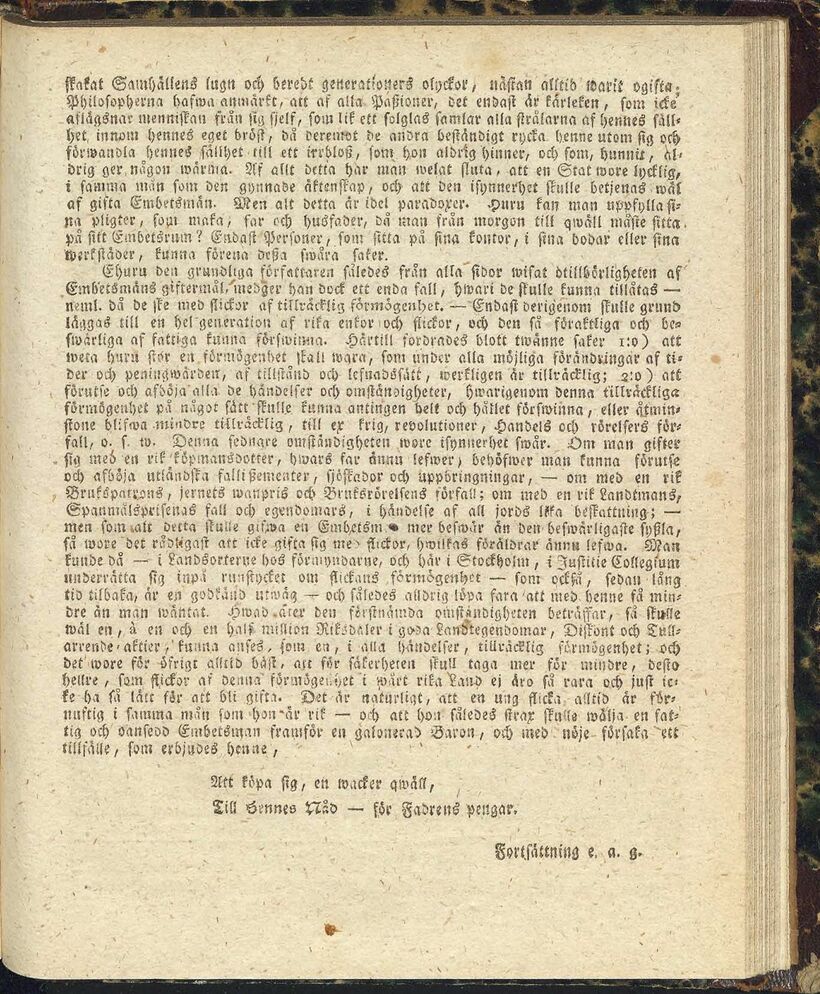 skakat Samhällens lugn och beredt generationers olyckor, nästan alltid warit ogifta.
Philosopherna hafwa anmärkt, att af alla Paßioner, det endast är kärleken, som icke
aflägsnar menniskan från sig sjelf, som lik ett solglas samlar alla strålarna af hennes säll-
het innom hennes eget bröst, då deremot de andra beständigt rycka henne utom sig och
förwandla hennes sällhet till ett irrbloß, som hon aldrig hinner, och som, hunnit, al-
drig ger någon wärma. Af allt detta har man welat sluta, att en Stat wore lycklig,
i samma mån som den gynnade äktenskap, och att den isynnerhet skulle betjenas wäl
af gifta Embetsmän. Men alt detta är idel paradoxer. Huru kan man uppfylla si-
na pligter, som maka, far och husfader, då man från morgon till qwäll måste sitta
på sitt Embetsrum? Endast Personer, som sitta på sina kontor, i sina bodar eller sina
werkstäder, kunna förena deßa swåra saker.
Ehuru den grundliga författaren således från alla sidor wisat otillbörligheten af
Embetsmäns giftermål, medger han dock ett enda fall, hwari de skulle kunna tillåtas —
neml. då de ske med flickor af tillräcklig förmögenhet. — Endast derigenom skulle grund
läggas till en hel generation af rika enkor och flickor, och den så föraktliga och be-
swärliga af fattiga kunna förswinna. Härtill fordrades blott twänne saker 1:o) att
weta huru stor en förmögenhet skall wara, som under alla möjliga förändringar af ti-
der och peningwärden, af tillstånd och lefnadssätt, werkligen är tillräcklig; 2:o) att
förutse och afböja alla de händelser och omständigheter, hwarigenom denna tillräckliga
förmögenhet på något sätt skulle kunna antingen helt och hållet förswinna, eller åtmin-
stone blifwa mindre tillräcklig, till ex krig, revolutioner, Handels och rörelsers för-
fall, o. s. w. Denna sednare omständigheten wore isynnerhet swår. Om man gifter
sig med en rik köpmansdotter, hwars far ännu lefwer, behöfwer man kunna förutse
och afböja utländska fallißementer, sjöskador och uppbringningar, — om med en rik
Brukspatrons, jernets wanpris och Bruksrörelsens förfall; om med en rik Landtmans,
Spannmålsprisenas fall och egendomars, i händelse af all jords lika beskattning; —
men som alt detta skulle gifwa en Embetsm mer beswär än den beswärligaste syßla,
så wore det rådligast att icke gifta sig med flickor, hwilkas föräldrar ännu lefwa. Man
kunde då — i Landsorterne hos förmyndarne, och här i Stockholm, i Justitie Collegium
underrätta sig inpå runstycket om flickans förmögenhet — som också, sedan lång
tid tilbaka, är en godkänd utwäg — och således alldrig löpa fara att med henne få min-
dre än man wäntat. Hwad åter den förstnämda omständigheten beträffar, så skulle
wäl en, à en och en half million Riksdaler i goda Landtegendomar, Diskont och Tull-
arrende-aktier, kunna anses, som en, i alla händelser, tillräcklig förmögenhet; och
det wore för öfrigt alltid bäst, att för säkerheten skull taga mer för mindre, desto
hellre, som flickor af denna förmögenhet i wårt rika Land ej äro så rara och just ic-
ke ha så lätt för att bli gifta. Det är naturligt, att en ung flicka alltid är för-
nuftig i samma mån som hon är rik — och att hon således strax skulle wälja en fat-
tig och oansedd Embetsman framför en galonerad Baron, och med nöje försaka ett
tillfälle, som erbjudes henne,
Att köpa sig, en wacker qwäll,
Till Hennes Nåd — för Fadrens pengar.
Fortsättning e. a. g.